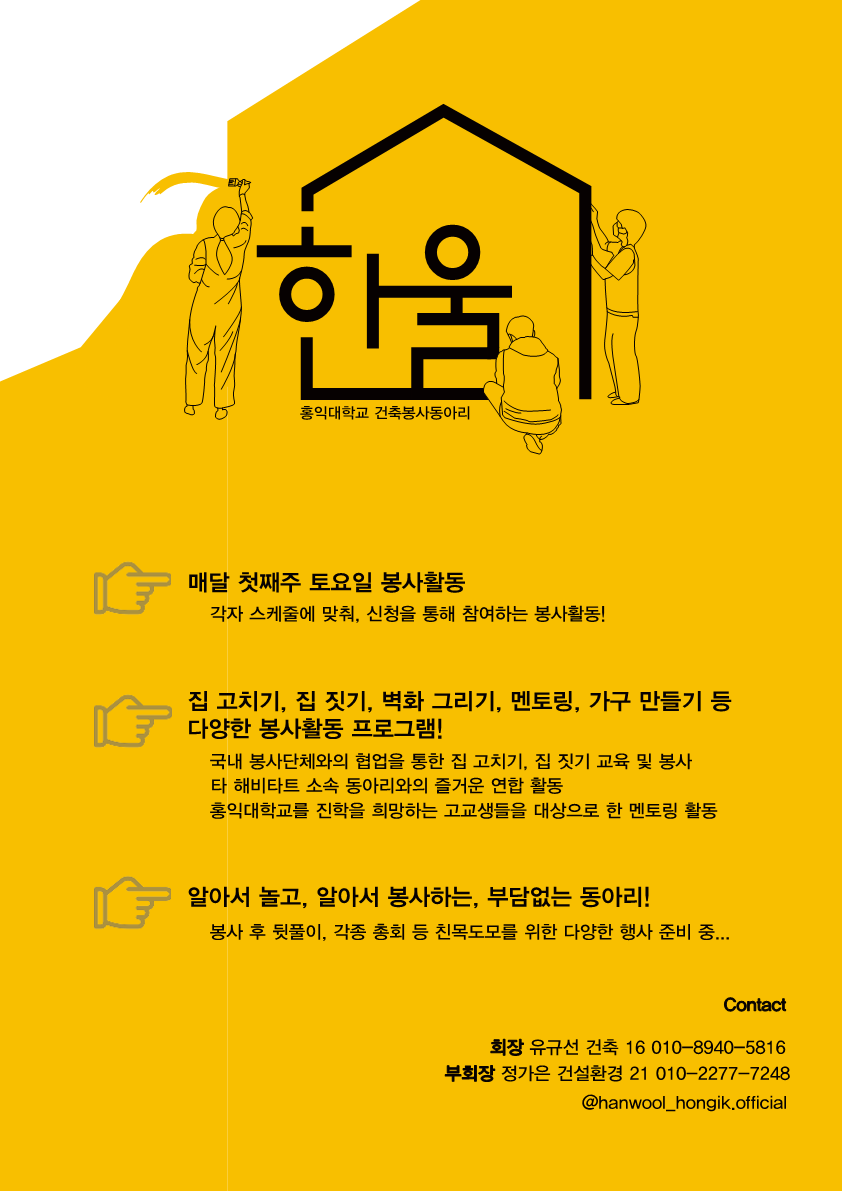 한울
홍익대학교 건축봉사동아리
매달 첫째주 토요일 봉사활동
각자 스케줄에 맞춰, 신청을 통해 참여하는 봉사활동!
집 고치기, 집 짓기, 벽화 그리기, 멘토링, 가구 만들기 등
다양한 봉사활동 프로그램!
국내 봉사단체와의 협업을 통한 집 고치기, 집 짓기 교육 및 봉사
타 해비타트 소속 동아리와의 즐거운 연합 활동
홍익대학교를 진학을 희망하는 고교생들을 대상으로 한 멘토링 활동
알아서 놀고, 알아서 봉사하는, 부담없는 동아리!
봉사 후 뒷풀이, 각종 총회 등 친목도모를 위한 다양한 행사 준비 중...
Contact
회장 유규선 건축 16 010-8940-5816
부회장 정가은 건설환경 21 010-2277-7248
@hanwool_hongik.official